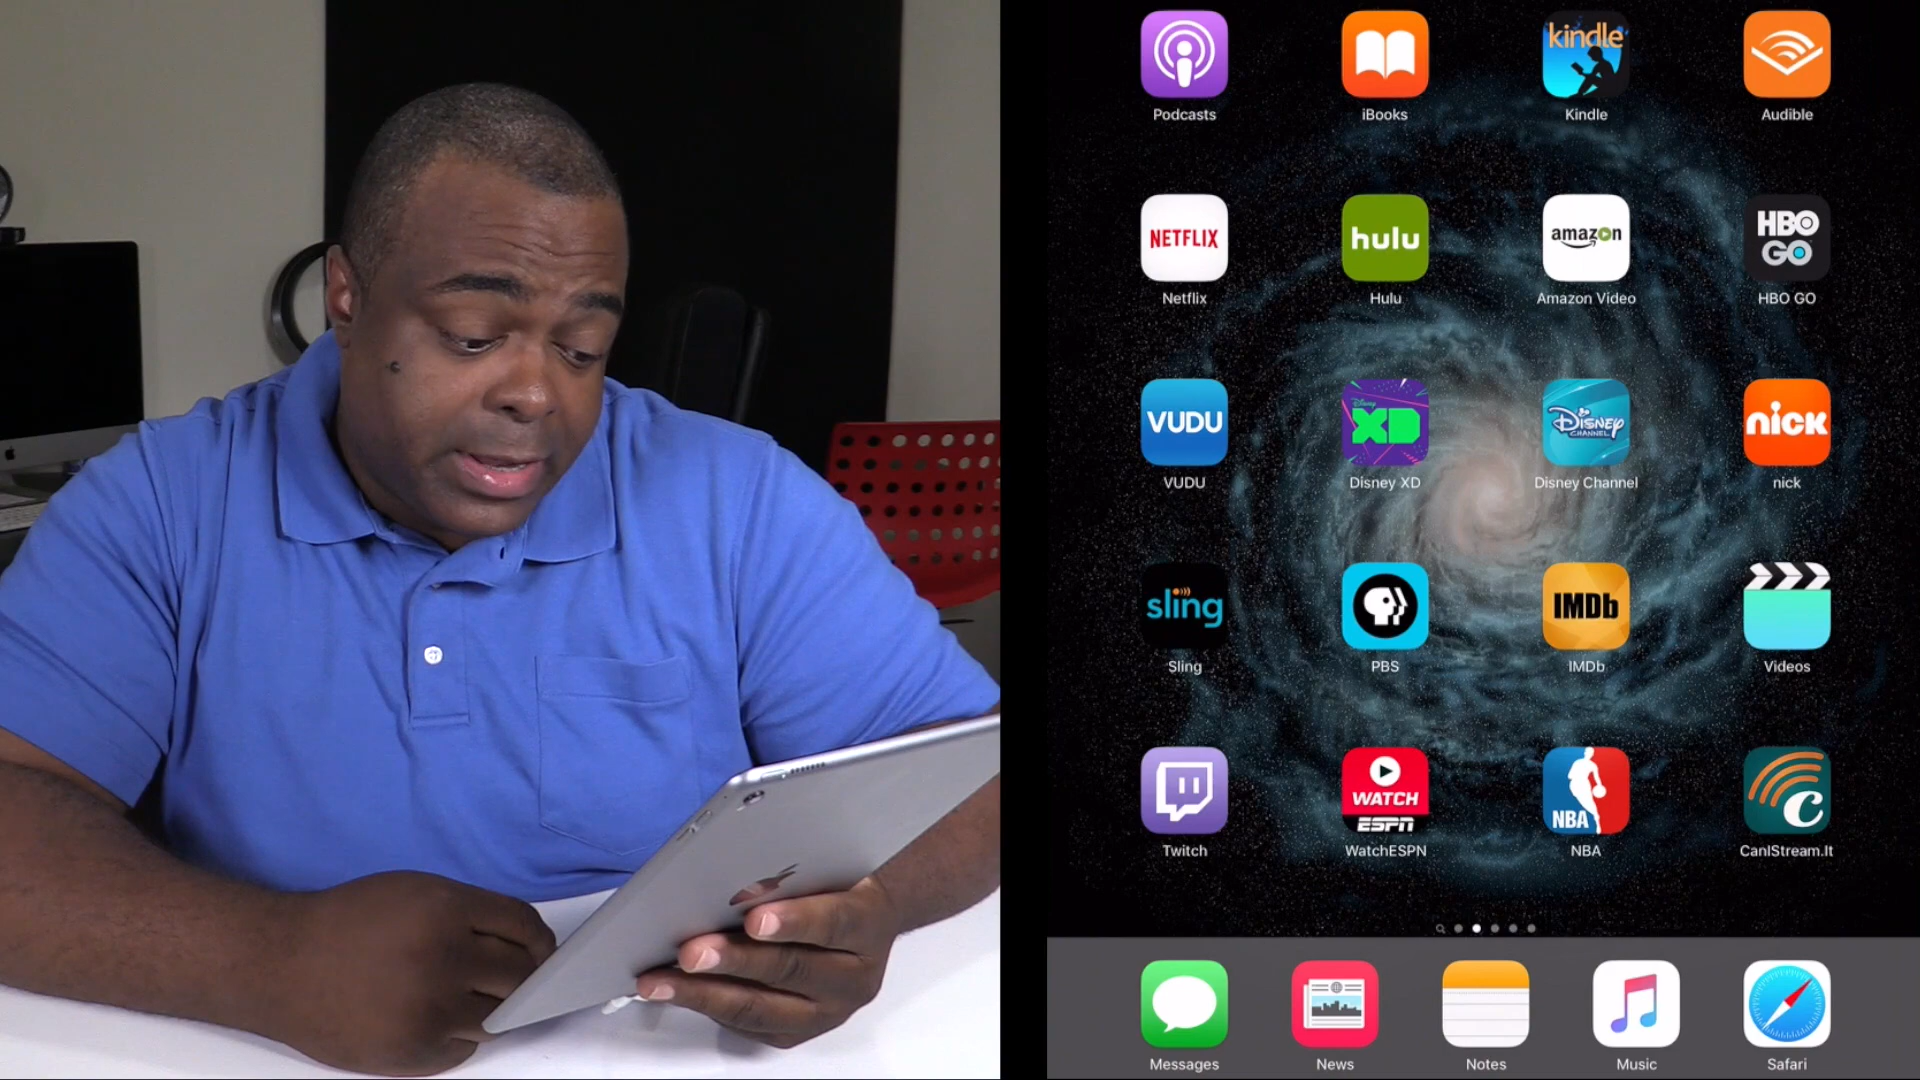 kindle
Podcasts iBooks Kindle Audible
NETFLIX hulu amazon HBO GO
Netflix Hulu Amazon Video HBO GO
VUDU Disney XD Disney CHANNEL nick
VUDU Disney XD Disney Channel nick
sling IMDb
Sling PBS IMDb Videos
WATCH ESPN NBA C
Twitch WatchESPN NBA CanIStream.It
Messages News Notes Music Safari